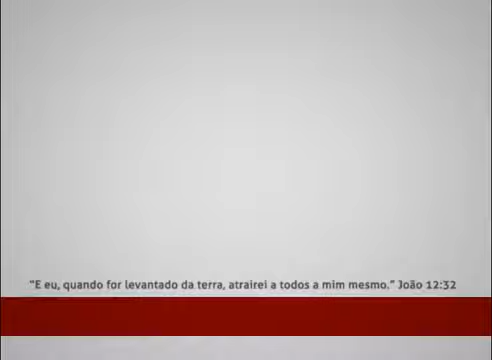 “E eu, quando for levantado da terra, atrairei a todos a mim mesmo.” João 12:32